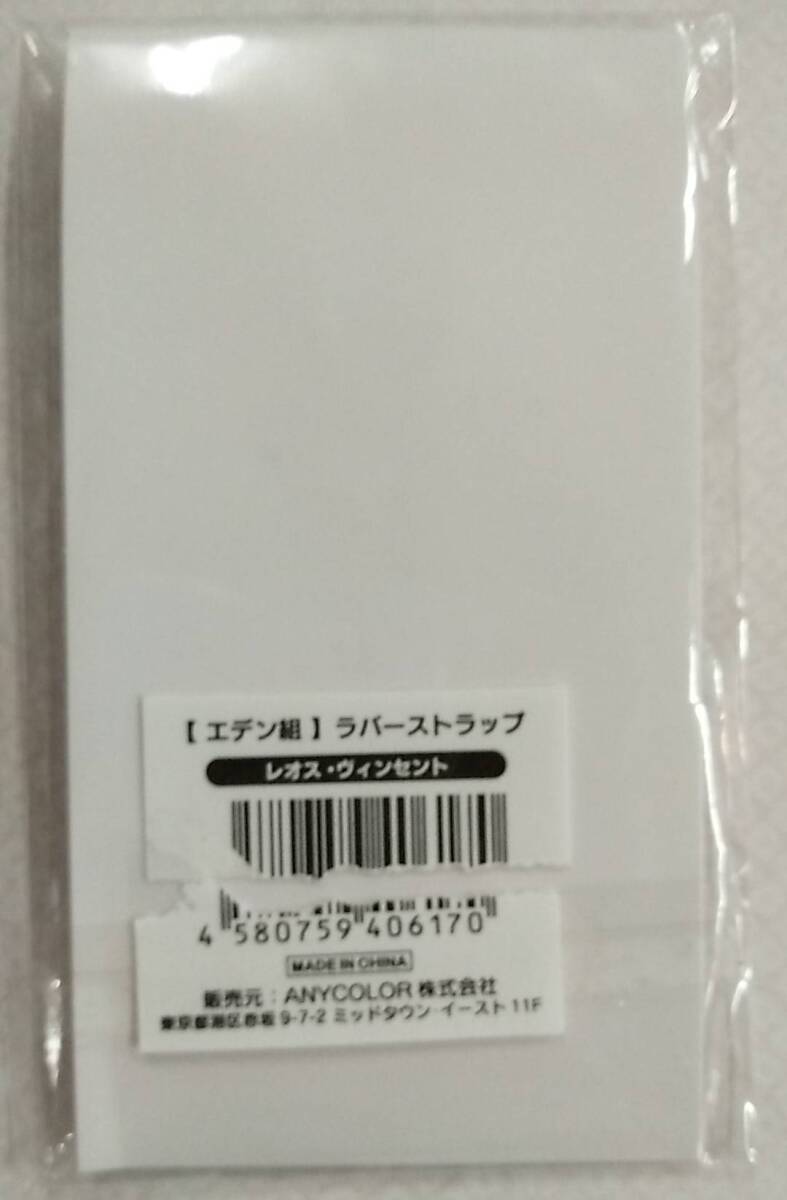 【 エデン組 】 ラバーストラップ
レオス・ヴィンセント
4 580759 406170
MADE IN CHINA
販売元 : ANYCOLOR 株式会社
東京都港区赤坂 9-7-2 ミッドタウン・イースト 11F